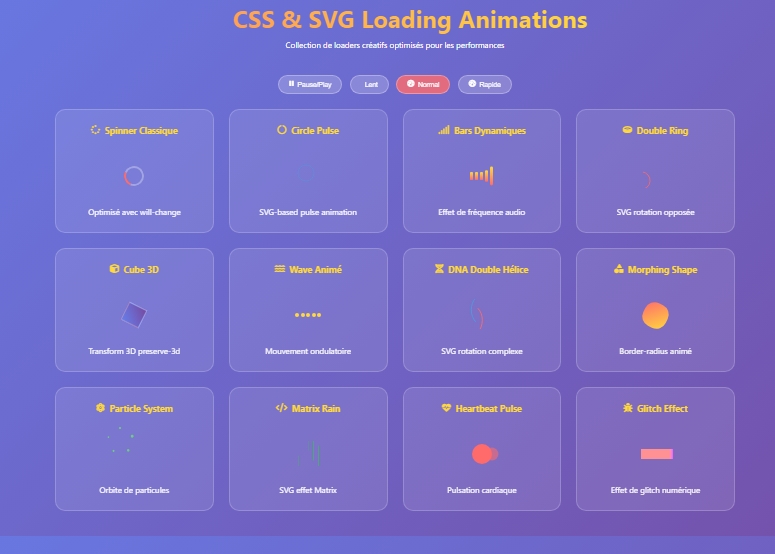 CSS & SVG Loading Animations
Collection de loaders créatifs optimisés pour les performances
Pause/Play Lent Normal Rapide
Spinner Classique
Optimisé avec will-change
Circle Pulse
SVG-based pulse animation
Bars Dynamiques
Effet de fréquence audio
Double Ring
SVG rotation opposée
Cube 3D
Transform 3D preserve-3d
Wave Animé
Mouvement ondulatoire
DNA Double Hélice
SVG rotation complexe
Morphing Shape
Border-radius animé
Particle System
Orbite de particules
Matrix Rain
SVG effet Matrix
Heartbeat Pulse
Pulsation cardiaque
Glitch Effect
Effet de glitch numérique